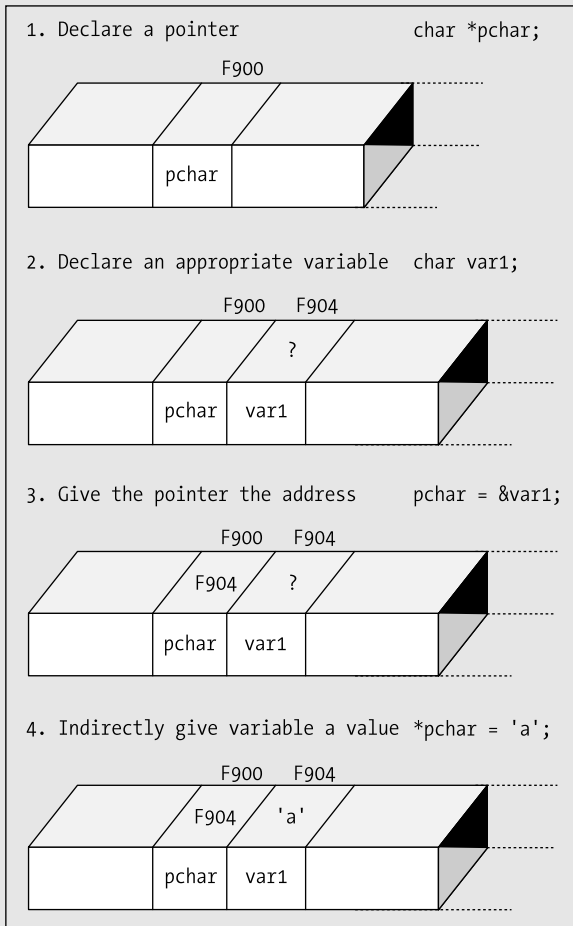 1. Declare a pointer char *pchar;
F900
pchar
2. Declare an appropriate variable char var1;
F900 F904
?
pchar var1
3. Give the pointer the address pchar = &var1;
F900 F904
F904 ?
pchar var1
4. Indirectly give variable a value *pchar = 'a';
F900 F904
F904 'a'
pchar var1